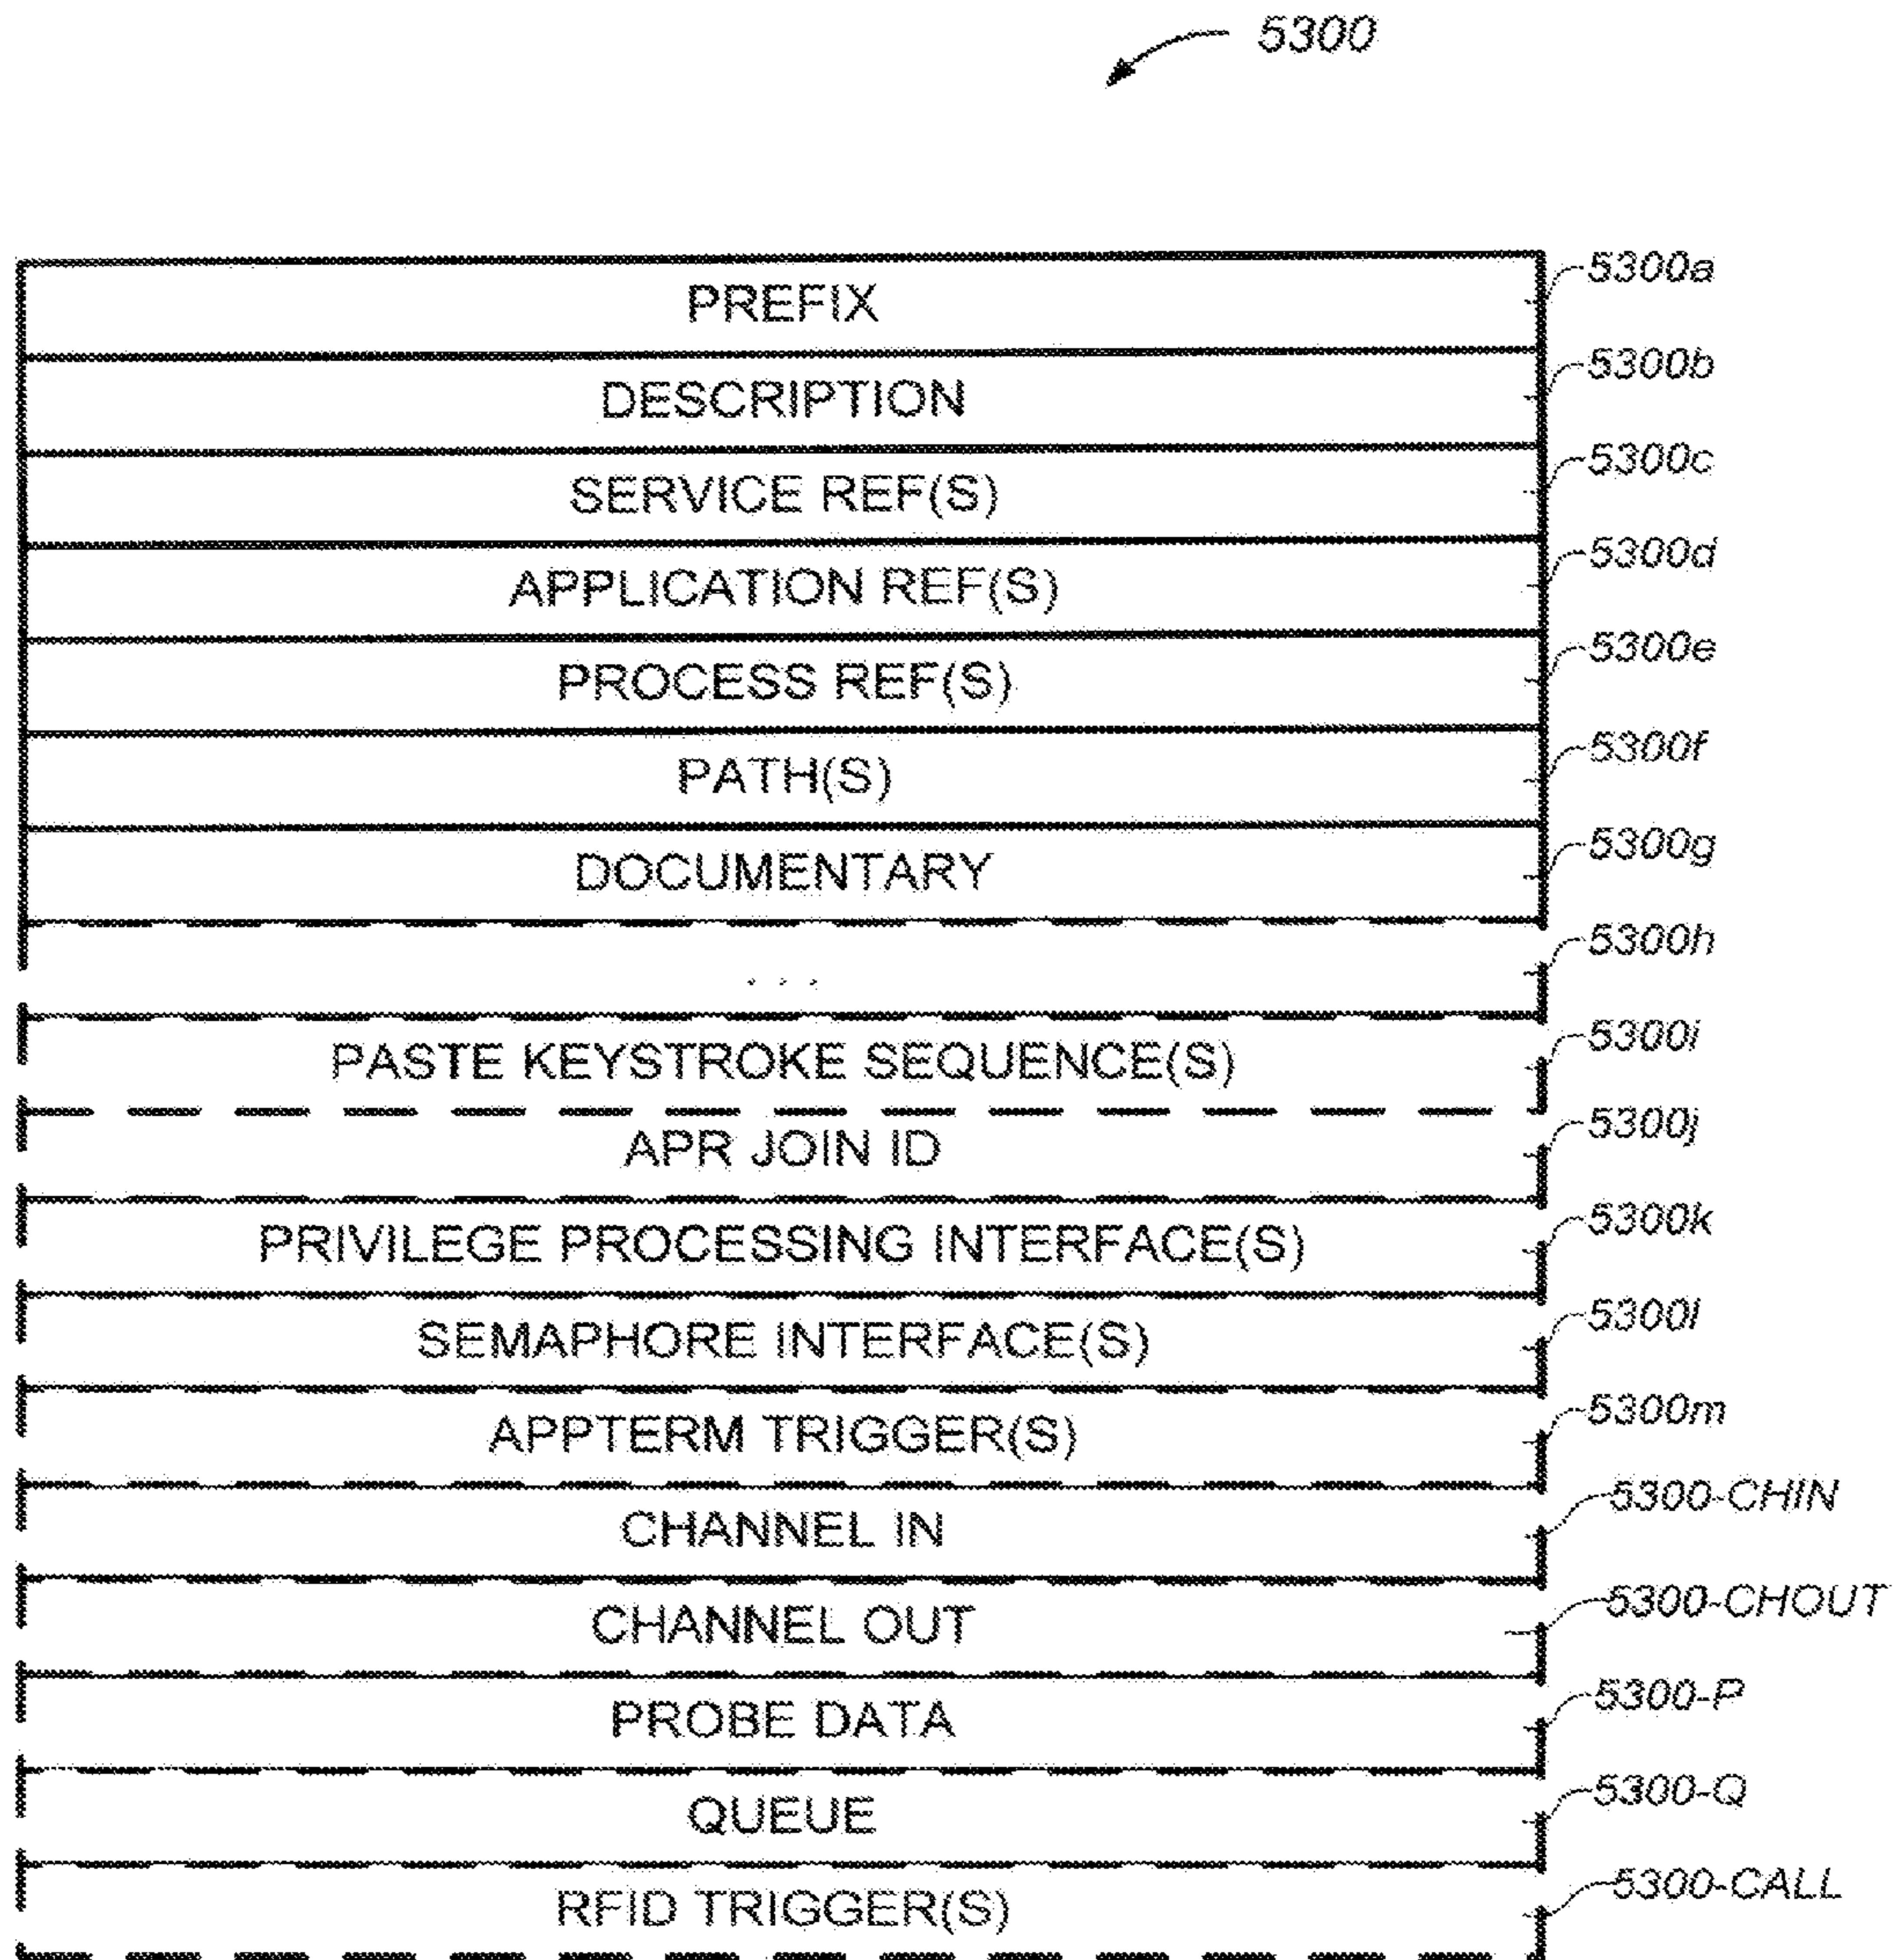 5300
PREFIX 5300a
DESCRIPTION 5300b
SERVICE REF(S) 5300c
APPLICATION REF(S) 5300d
PROCESS REF(S) 5300e
PATH(S) 5300f
DOCUMENTARY 5300g
... 5300h
PASTE KEYSTROKE SEQUENCE(S) 5300i
APR JOIN ID 5300j
PRIVILEGE PROCESSING INTERFACE(S) 5300k
SEMAPHORE INTERFACE(S) 5300l
APPTERM TRIGGER(S) 5300m
CHANNEL IN 5300-CHIN
CHANNEL OUT 5300-CHOUT
PROBE DATA 5300-P
QUEUE 5300-Q
RFID TRIGGER(S) 5300-CALL